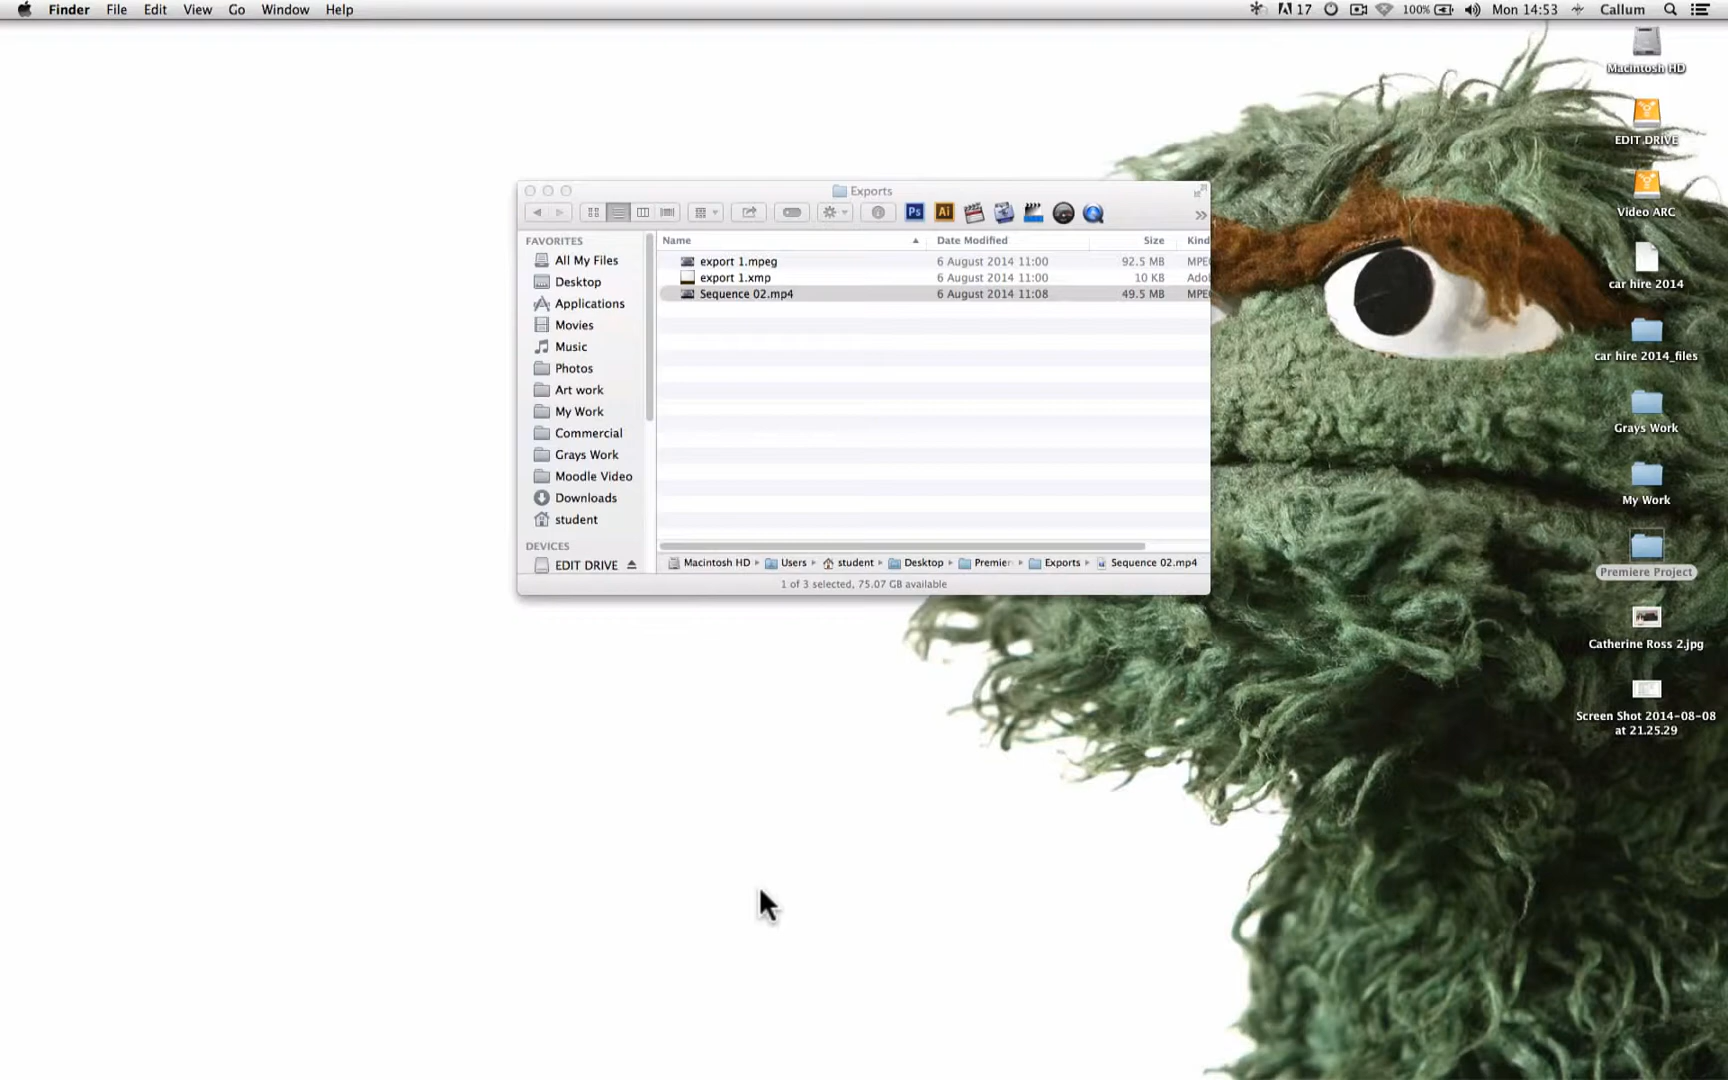 Finder File Edit View Go Window Help 17 100% Mon 14:53 Callum
Macintosh HD
EDIT DRIVE
Video ARC
car hire 2014
car hire 2014_files
Grays Work
My Work
Premiere Project
Catherine Ross 2.jpg
Screen Shot 2014-08-08
at 21.25.29
Exports
Ps Ai
FAVORITES
All My Files
Desktop
Applications
Movies
Music
Photos
Art work
My Work
Commercial
Grays Work
Moodle Video
Downloads
student
DEVICES
EDIT DRIVE
Name Date Modified Size Kind
export 1.mpeg 6 August 2014 11:00 92.5 MB MPE
export 1.xmp 6 August 2014 11:00 10 KB Ado
Sequence 02.mp4 6 August 2014 11:08 49.5 MB MPE
Macintosh HD Users student Desktop Premier Exports Sequence 02.mp4
1 of 3 selected, 75.07 GB available